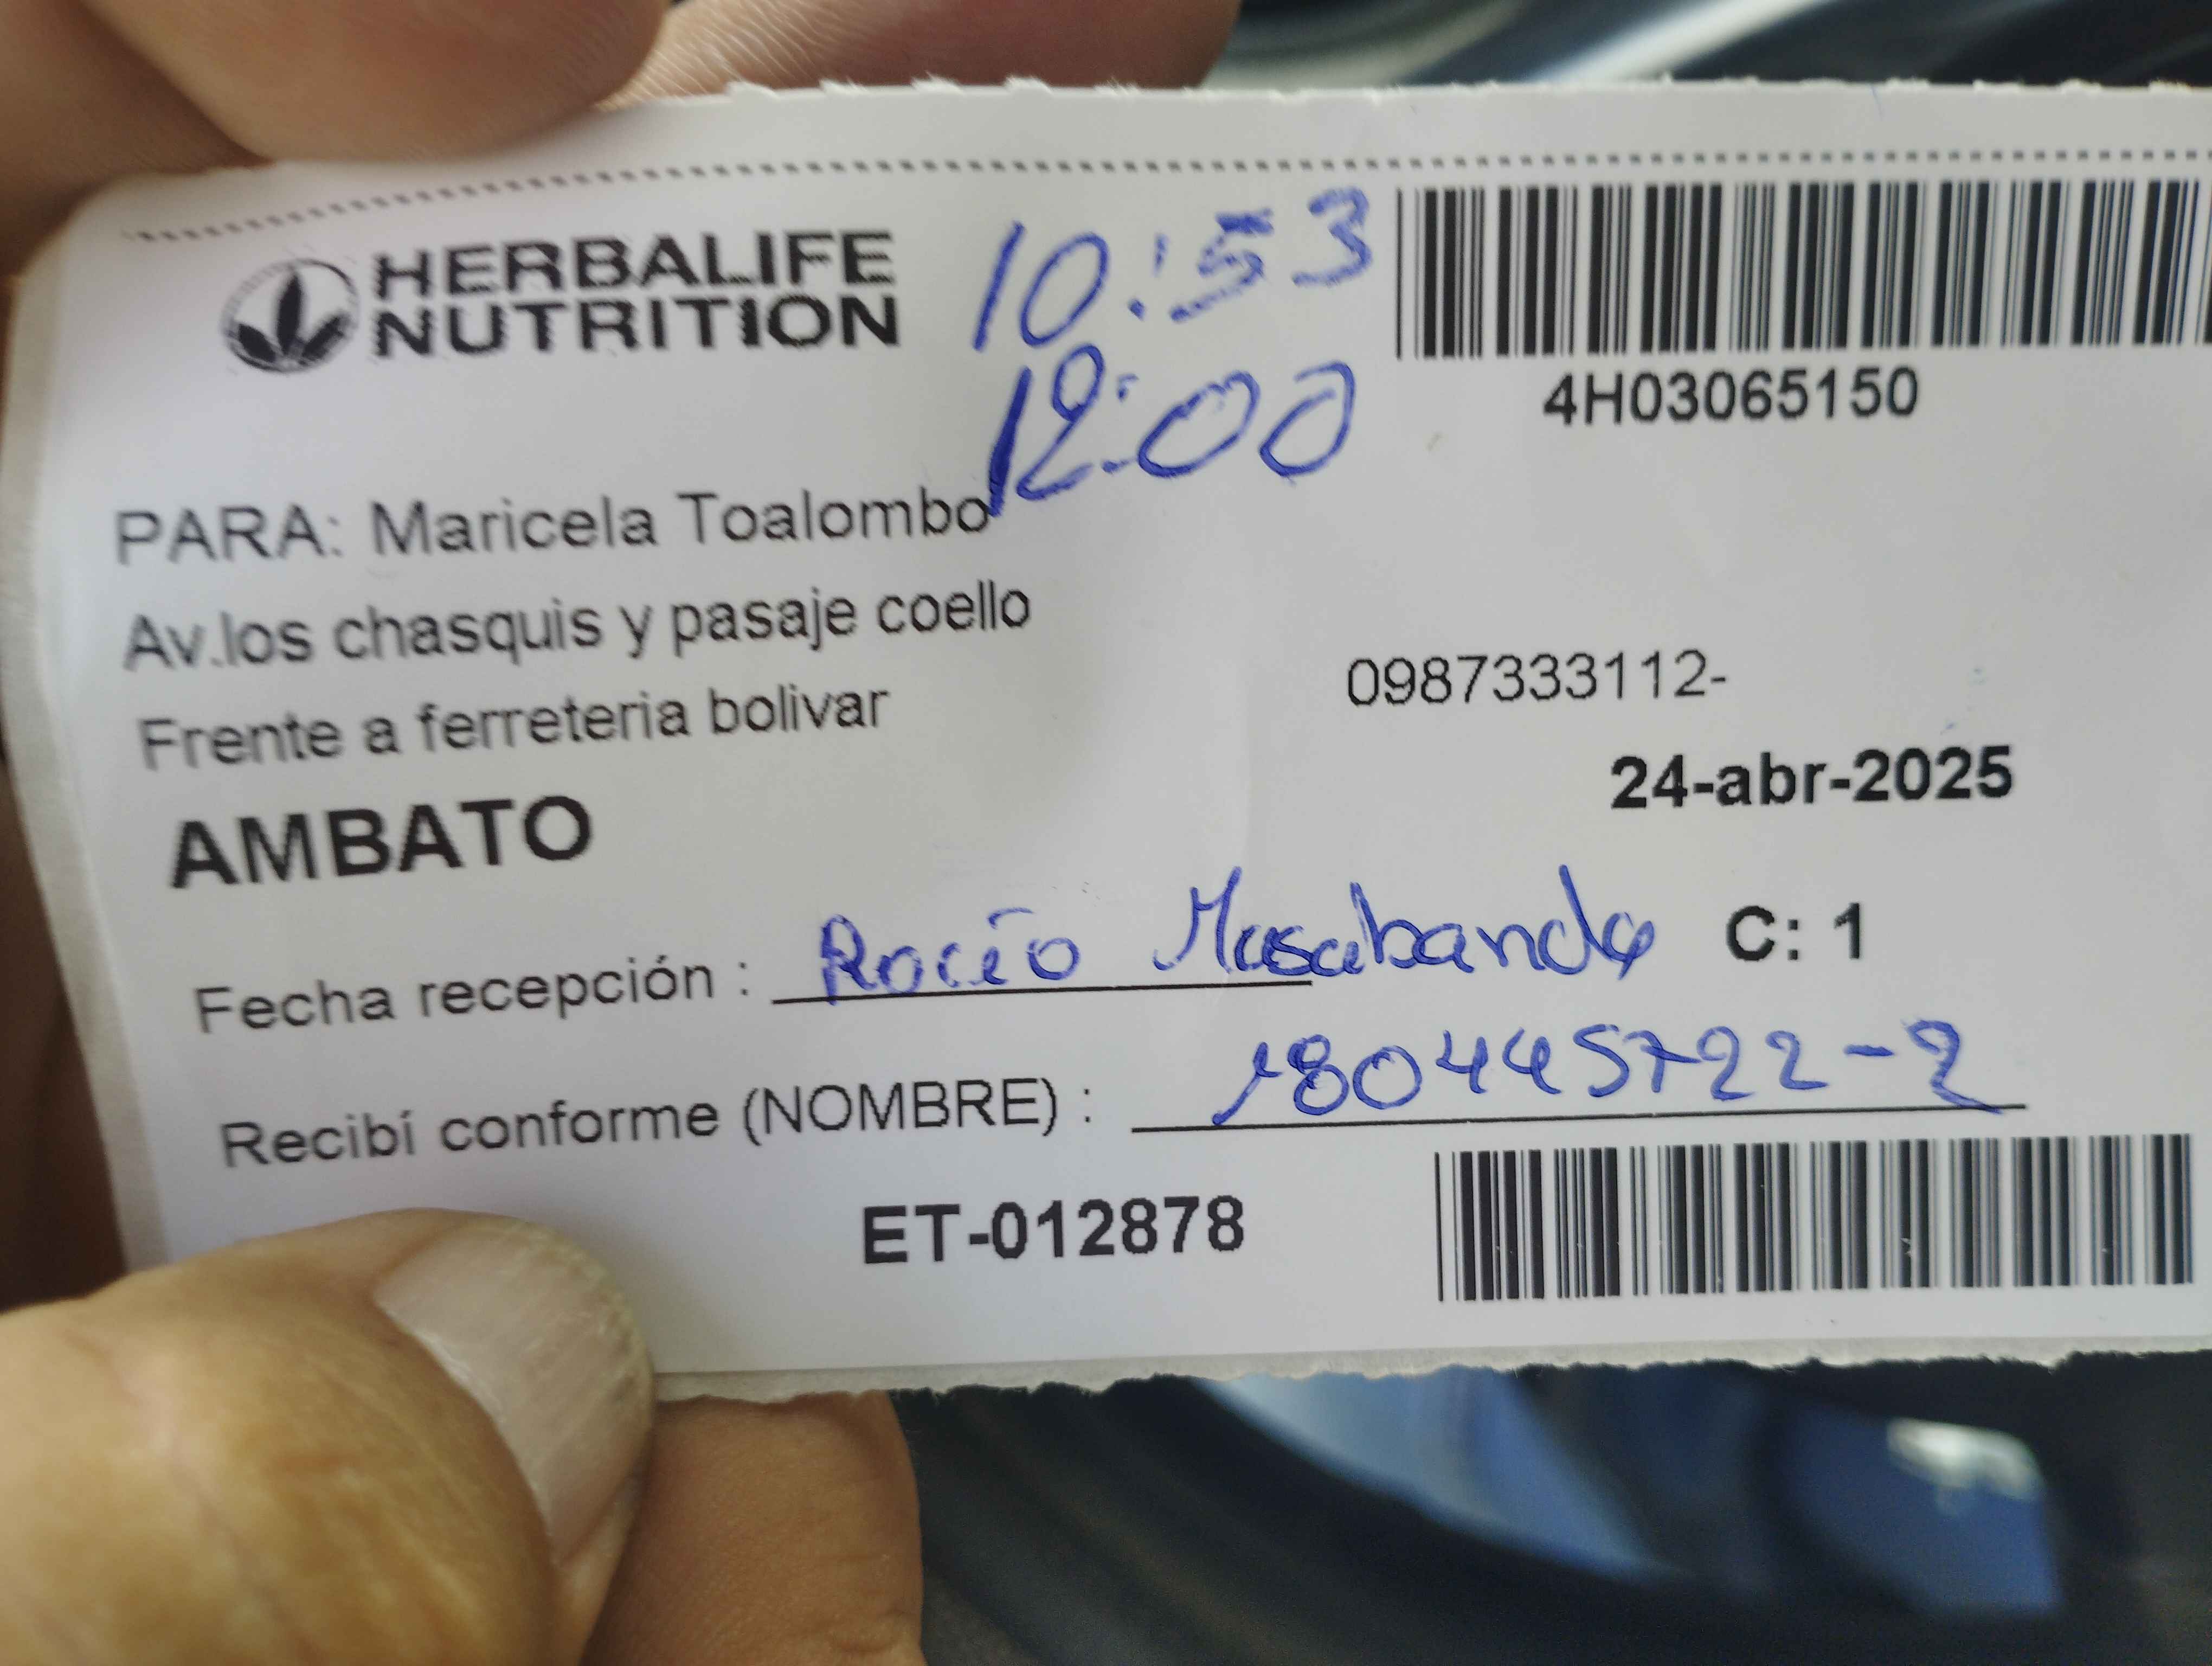 HERBALIFE
NUTRITION
10:53
12:00
4H03065150
PARA: Maricela Toalombo
Av.los chasquis y pasaje coello
Frente a ferreteria bolivar
0987333112-
24-abr-2025
AMBATO
Fecha recepción : Rocío Masabanda C: 1
Recibí conforme (NOMBRE) : 180445722-2
ET-012878